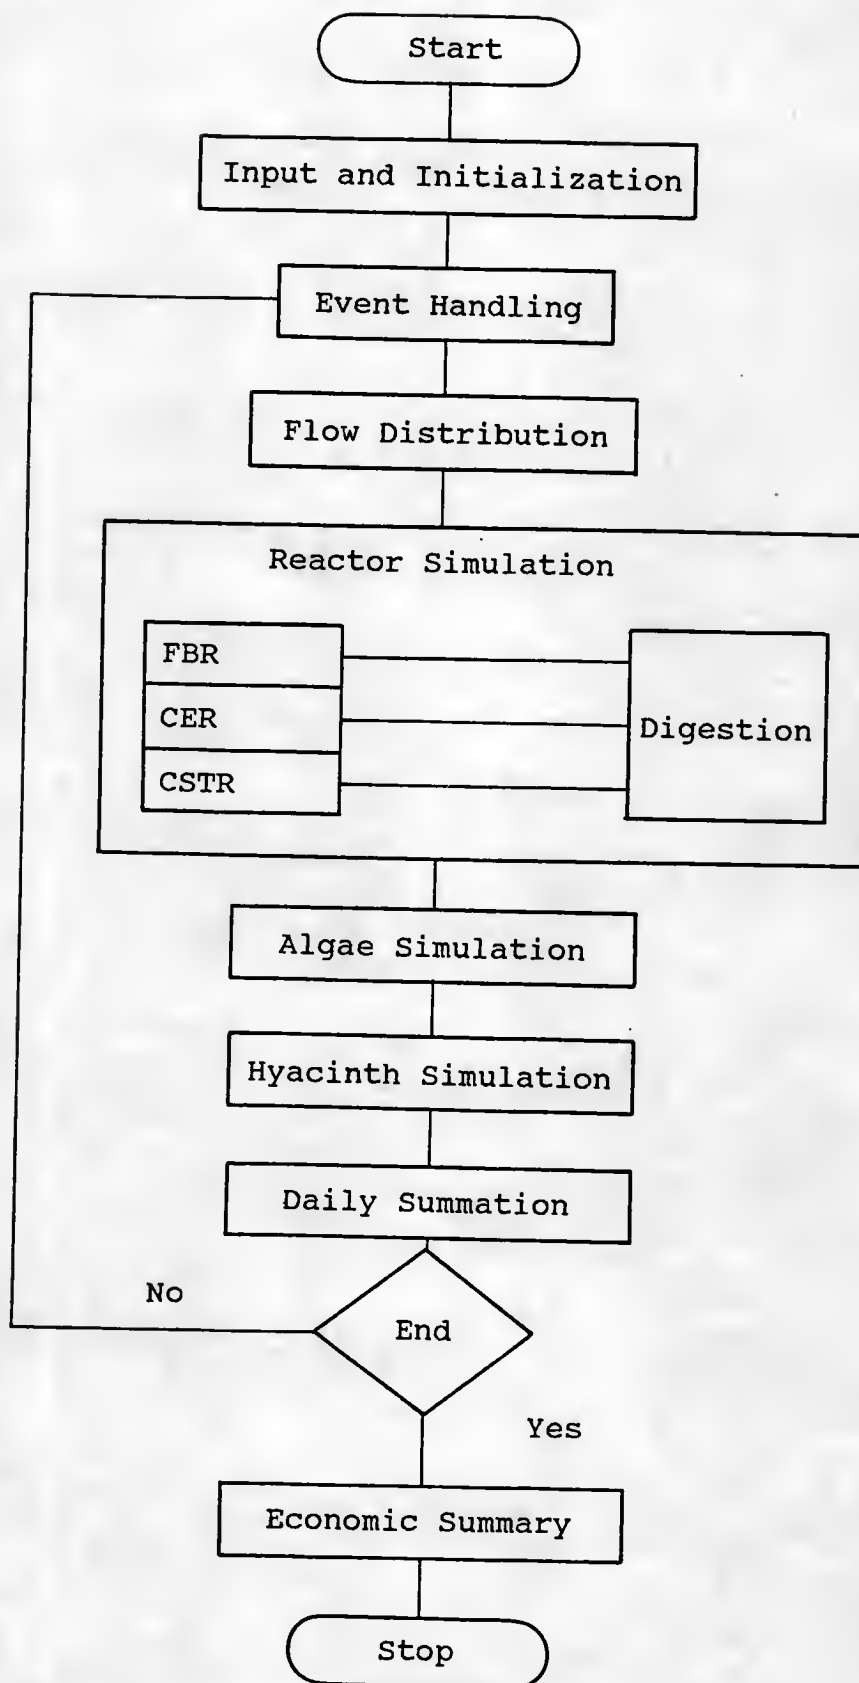 Start
Input and Initialization
Event Handling
Flow Distribution
Reactor Simulation
FBR
CER
CSTR
Digestion
Algae Simulation
Hyacinth Simulation
Daily Summation
No
End
Yes
Economic Summary
Stop